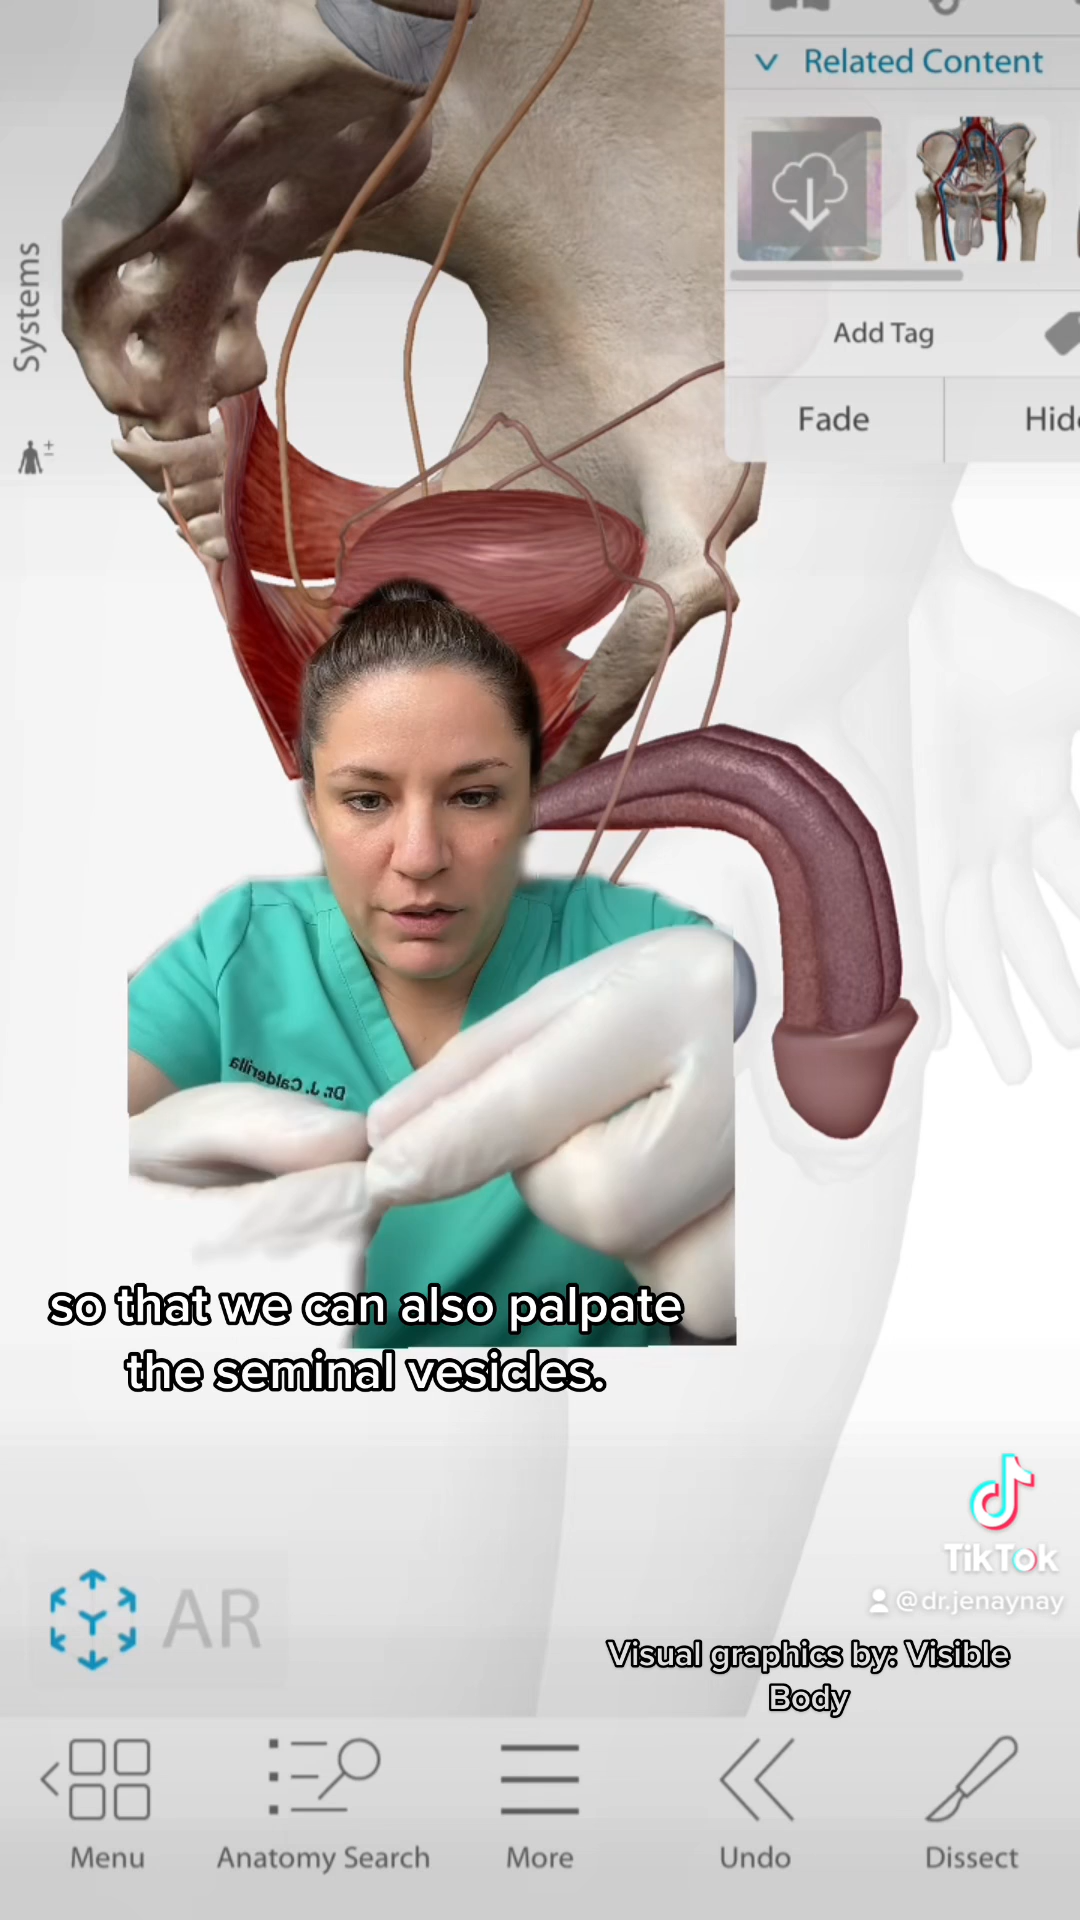 Related Content
Systems
Add Tag
Fade
Hide
Dr. J. Calderilla
so that we can also palpate
the seminal vesicles.
TikTok
@dr.jenaynay
AR
Visual graphics by: Visible
Body
Menu
Anatomy Search
More
Undo
Dissect